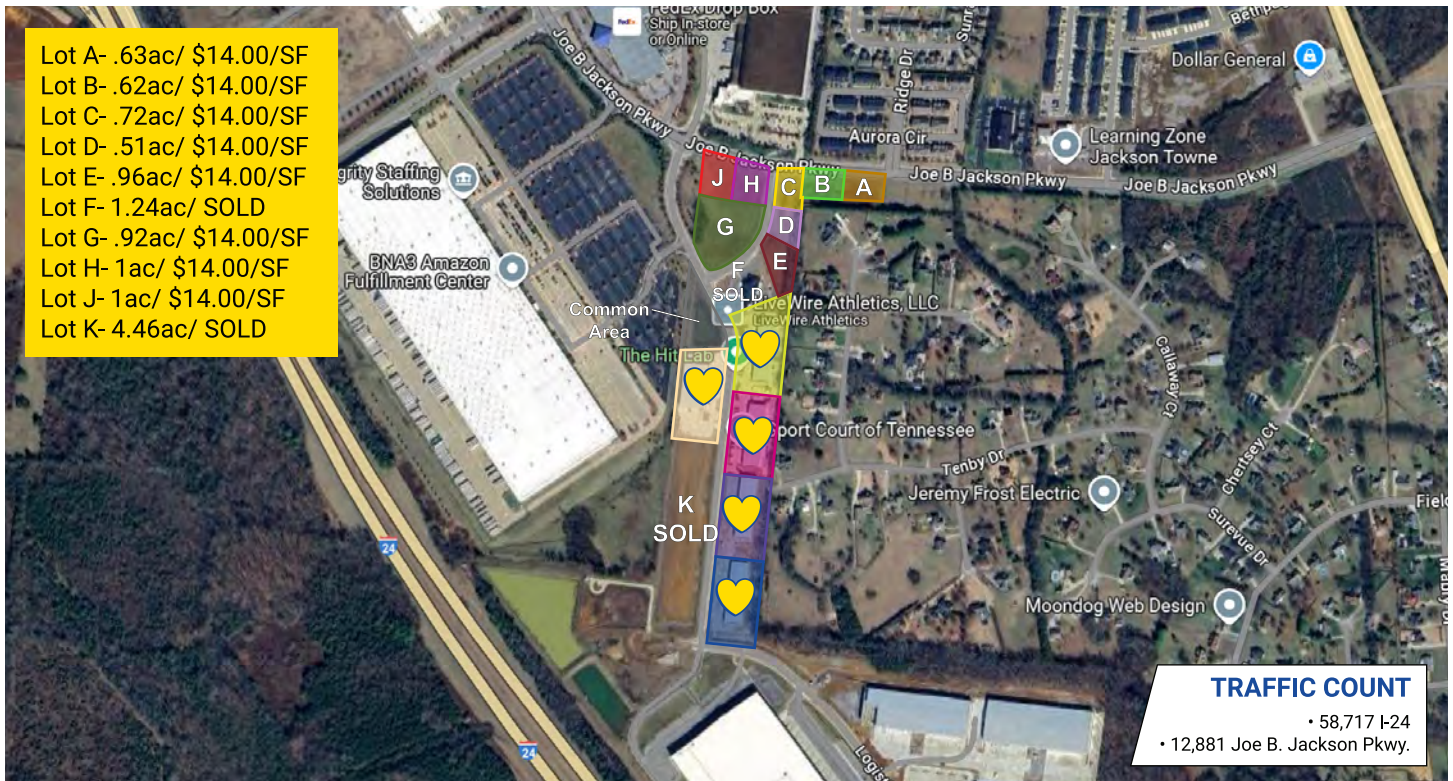 Lot A- .63ac/ $14.00/SF
Lot B- .62ac/ $14.00/SF
Lot C- .72ac/ $14.00/SF
Lot D- .51ac/ $14.00/SF
Lot E- .96ac/ $14.00/SF
Lot F- 1.24ac/ SOLD
Lot G- .92ac/ $14.00/SF
Lot H- 1ac/ $14.00/SF
Lot J- 1ac/ $14.00/SF
Lot K- 4.46ac/ SOLD
FedEx
FedEx Drop Box
Ship In-store
or Online
Joe B Jackson Pkwy
Ridge Dr
Dollar General
Aurora Cir
Learning Zone
Jackson Towne
Joe B Jackson Pkwy
Joe B Jackson Pkwy
Joe B Jackson Pkwy
J
H
C
B
A
G
D
E
F
SOLD
Staffing
Solutions
BNA3 Amazon
Fulfillment Center
Common
Area
LiveWire Athletics, LLC
LiveWire Athletics
The Hit Lab
Court of Tennessee
Callaway Ct
Tenby Dr
Chertsey Ct
Jeremy Frost Electric
Surevue Dr
K
SOLD
24
Moondog Web Design
24
TRAFFIC COUNT
• 58,717 I-24
• 12,881 Joe B. Jackson Pkwy.